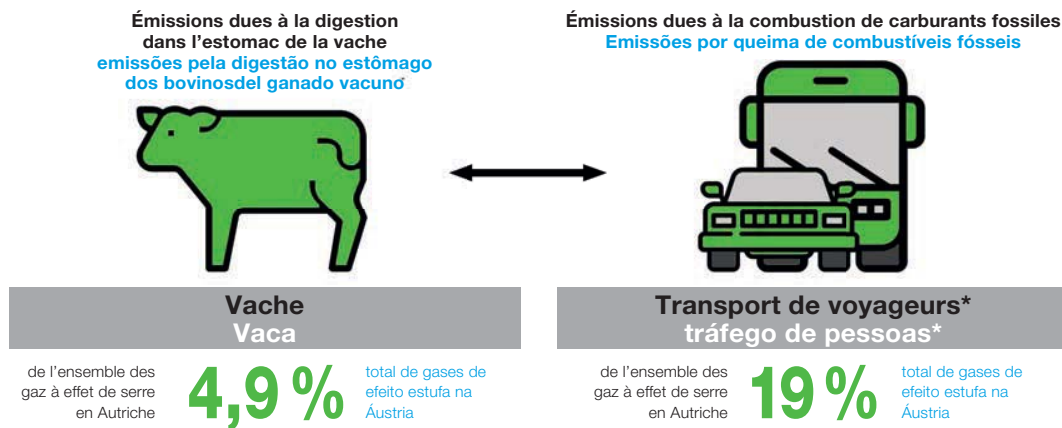 Émissions dues à la digestion
dans l'estomac de la vache
emissões pela digestão no estômago
dos bovinosdel ganado vacuno
Émissions dues à la combustion de carburants fossiles
Emissões por queima de combustíveis fósseis
Vache
Vaca
Transport de voyageurs*
tráfego de pessoas*
de l'ensemble des
gaz à effet de serre
en Autriche
4,9 %
total de gases de
efeito estufa na
Áustria
de l'ensemble des
gaz à effet de serre
en Autriche
19 %
total de gases de
efeito estufa na
Áustria